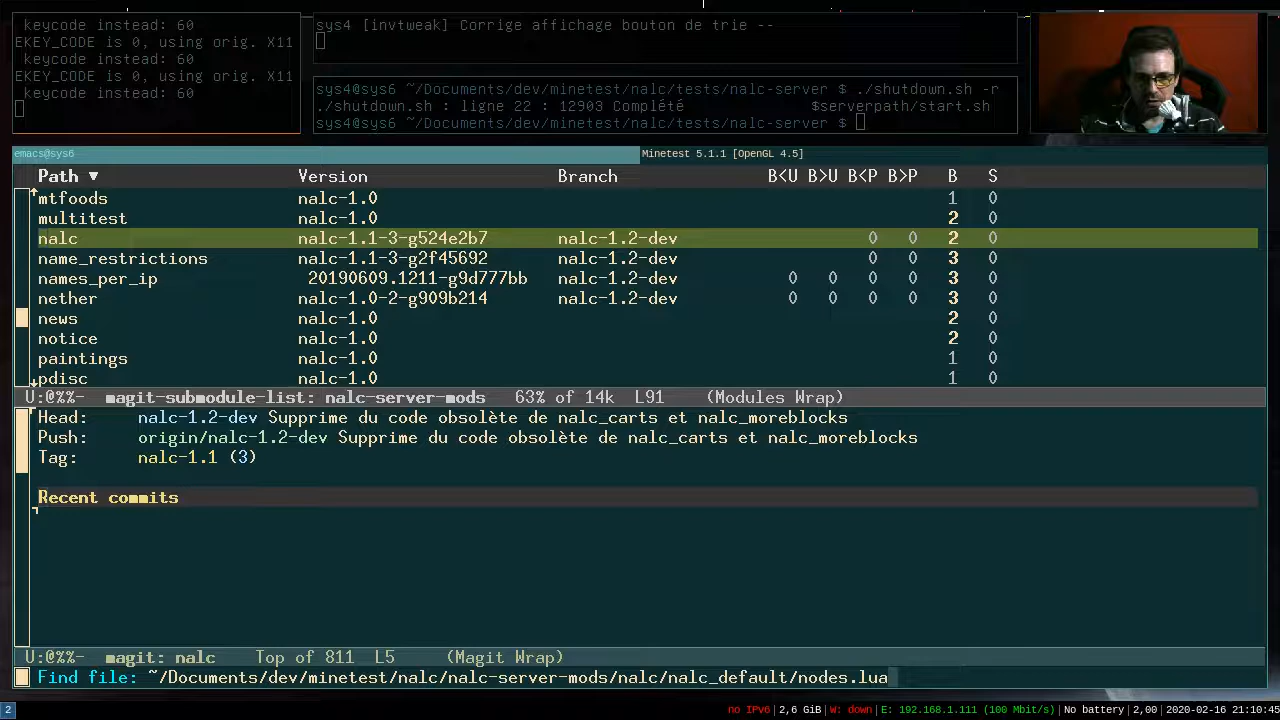 keycode instead: 60
EKEY_CODE is 0, using orig. X11
keycode instead: 60
EKEY_CODE is 0, using orig. X11
keycode instead: 60
sys4 [invtweak] Corrige affichage bouton de trie --
sys4@sys6 ~/Documents/dev/minetest/nalc/tests/nalc-server $ ./shutdown.sh -r
./shutdown.sh : ligne 22 : 12903 Complété $serverpath/start.sh
sys4@sys6 ~/Documents/dev/minetest/nalc/tests/nalc-server $
emacs@sys6 Minetest 5.1.1 [OpenGL 4.5]
Path ▼ Version Branch B<U B>U B<P B>P B S
mtfoods nalc-1.0 1 0
multitest nalc-1.0 2 0
nalc nalc-1.1-3-g524e2b7 nalc-1.2-dev 0 0 2 0
name_restrictions nalc-1.1-3-g2f45692 nalc-1.2-dev 0 0 3 0
names_per_ip 20190609.1211-g9d777bb nalc-1.2-dev 0 0 0 0 3 0
nether nalc-1.0-2-g909b214 nalc-1.2-dev 0 0 0 0 3 0
news nalc-1.0 2 0
notice nalc-1.0 2 0
paintings nalc-1.0 1 0
pdisc nalc-1.0 1 0
U:@%%- magit-submodule-list: nalc-server-mods 63% of 14k L91 (Modules Wrap)
Head: nalc-1.2-dev Supprime du code obsolète de nalc_carts et nalc_moreblocks
Push: origin/nalc-1.2-dev Supprime du code obsolète de nalc_carts et nalc_moreblocks
Tag: nalc-1.1 (3)
Recent commits
U:@%%- magit: nalc Top of 811 L5 (Magit Wrap)
Find file: ~/Documents/dev/minetest/nalc/nalc-server-mods/nalc/nalc_default/nodes.lua
2 no IPv6|2,6 GiB|W: down|E: 192.168.1.111 (100 Mbit/s)|No battery|2,00|2020-02-16 21:10:45